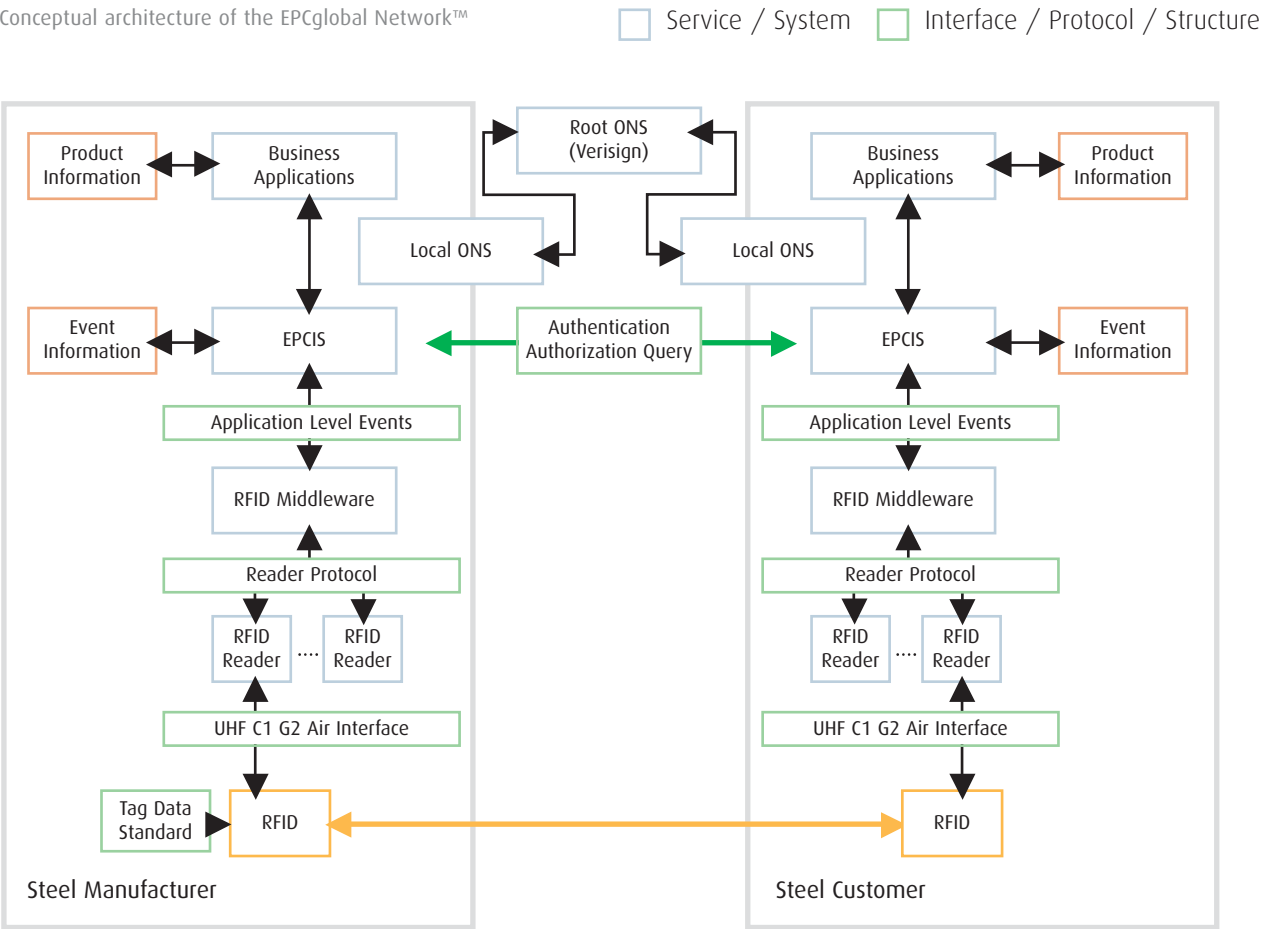 Conceptual architecture of the EPCglobal Network™
Service / System
Interface / Protocol / Structure
Product
Information
Business
Applications
Root ONS
(Verisign)
Business
Applications
Product
Information
Local ONS
Local ONS
Event
Information
EPCIS
Authentication
Authorization Query
EPCIS
Event
Information
Application Level Events
Application Level Events
RFID Middleware
RFID Middleware
Reader Protocol
Reader Protocol
RFID
Reader
....
RFID
Reader
RFID
Reader
....
RFID
Reader
UHF C1 G2 Air Interface
UHF C1 G2 Air Interface
Tag Data
Standard
RFID
RFID
Steel Manufacturer
Steel Customer